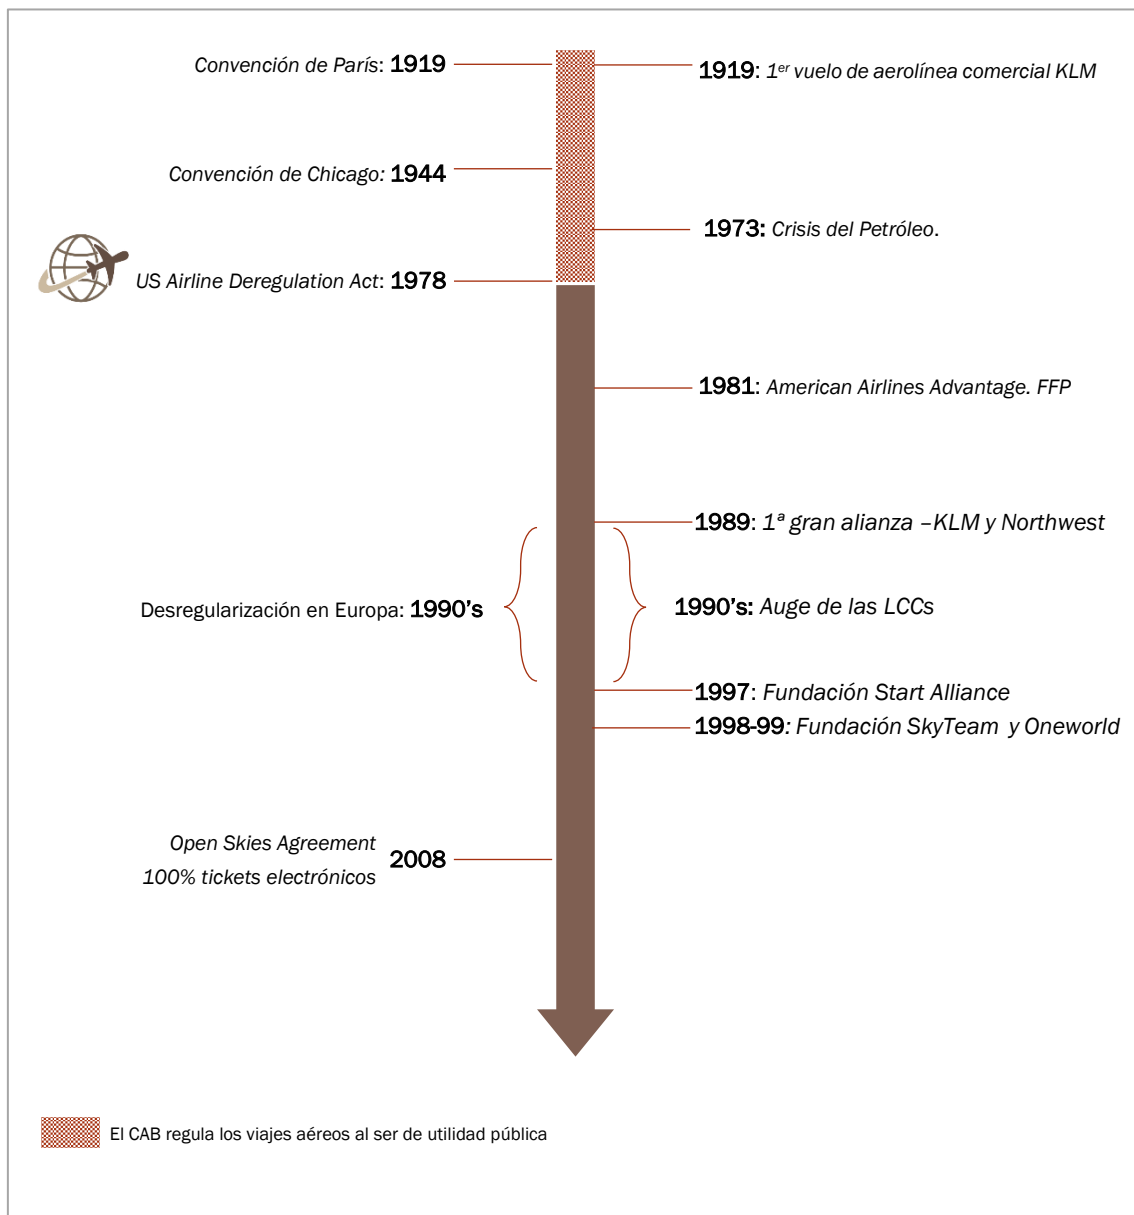 Convención de París: 1919
1919: 1er vuelo de aerolínea comercial KLM
Convención de Chicago: 1944
1973: Crisis del Petróleo.
US Airline Deregulation Act: 1978
1981: American Airlines Advantage. FFP
1989: 1ª gran alianza –KLM y Northwest
Desregularización en Europa: 1990's
1990's: Auge de las LCCs
1997: Fundación Start Alliance
1998-99: Fundación SkyTeam y Oneworld
Open Skies Agreement
100% tickets electrónicos
2008
El CAB regula los viajes aéreos al ser de utilidad pública